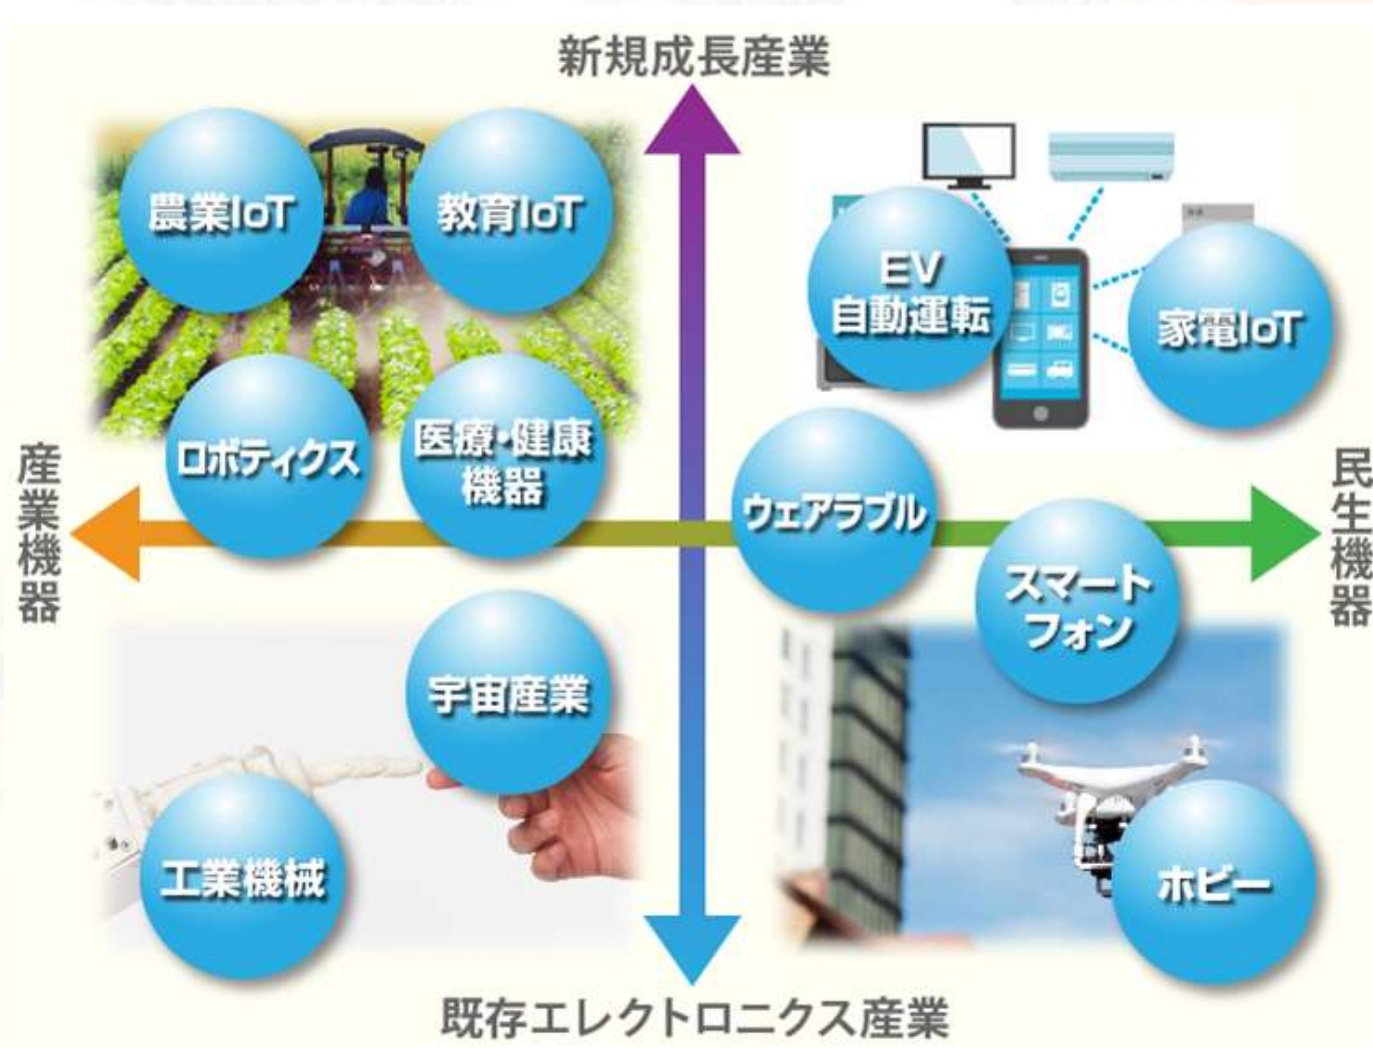 新規成長産業
農業IoT
教育IoT
EV
自動運転
家電IoT
ロボティクス
医療・健康
機器
産業機器
ウェアラブル
民生機器
スマート
フォン
宇宙産業
工業機械
ホビー
既存エレクトロニクス産業